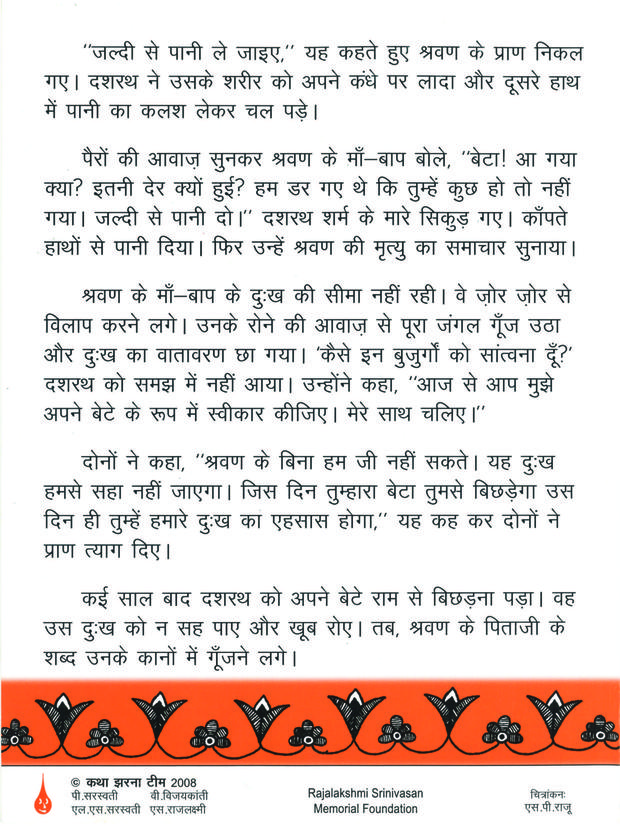 "जल्दी से पानी ले जाइए," यह कहते हुए श्रवण के प्राण निकल
गए। दशरथ ने उसके शरीर को अपने कंधे पर लादा और दूसरे हाथ
में पानी का कलश लेकर चल पड़े।
पैरों की आवाज़ सुनकर श्रवण के माँ–बाप बोले, "बेटा! आ गया
क्या? इतनी देर क्यों हुई? हम डर गए थे कि तुम्हें कुछ हो तो नहीं
गया। जल्दी से पानी दो।" दशरथ शर्म के मारे सिकुड़ गए। काँपते
हाथों से पानी दिया। फिर उन्हें श्रवण की मृत्यु का समाचार सुनाया।
श्रवण के माँ–बाप के दुःख की सीमा नहीं रही। वे ज़ोर ज़ोर से
विलाप करने लगे। उनके रोने की आवाज़ से पूरा जंगल गूँज उठा
और दुःख का वातावरण छा गया। 'कैसे इन बुजुर्गों को सांत्वना दूँ?'
दशरथ को समझ में नहीं आया। उन्होंने कहा, "आज से आप मुझे
अपने बेटे के रूप में स्वीकार कीजिए। मेरे साथ चलिए।"
दोनों ने कहा, "श्रवण के बिना हम जी नहीं सकते। यह दुःख
हमसे सहा नहीं जाएगा। जिस दिन तुम्हारा बेटा तुमसे बिछड़ेगा उस
दिन ही तुम्हें हमारे दुःख का एहसास होगा," यह कह कर दोनों ने
प्राण त्याग दिए।
कई साल बाद दशरथ को अपने बेटे राम से बिछड़ना पड़ा। वह
उस दुःख को न सह पाए और खूब रोए। तब, श्रवण के पिताजी के
शब्द उनके कानों में गूँजने लगे।
© कथा झरना टीम 2008
पी.सरस्वती वी.विजयकांती
एल.एस.सरस्वती एस.राजलक्ष्मी
Rajalakshmi Srinivasan
Memorial Foundation
चित्रांकनः
एस.पी.राजू